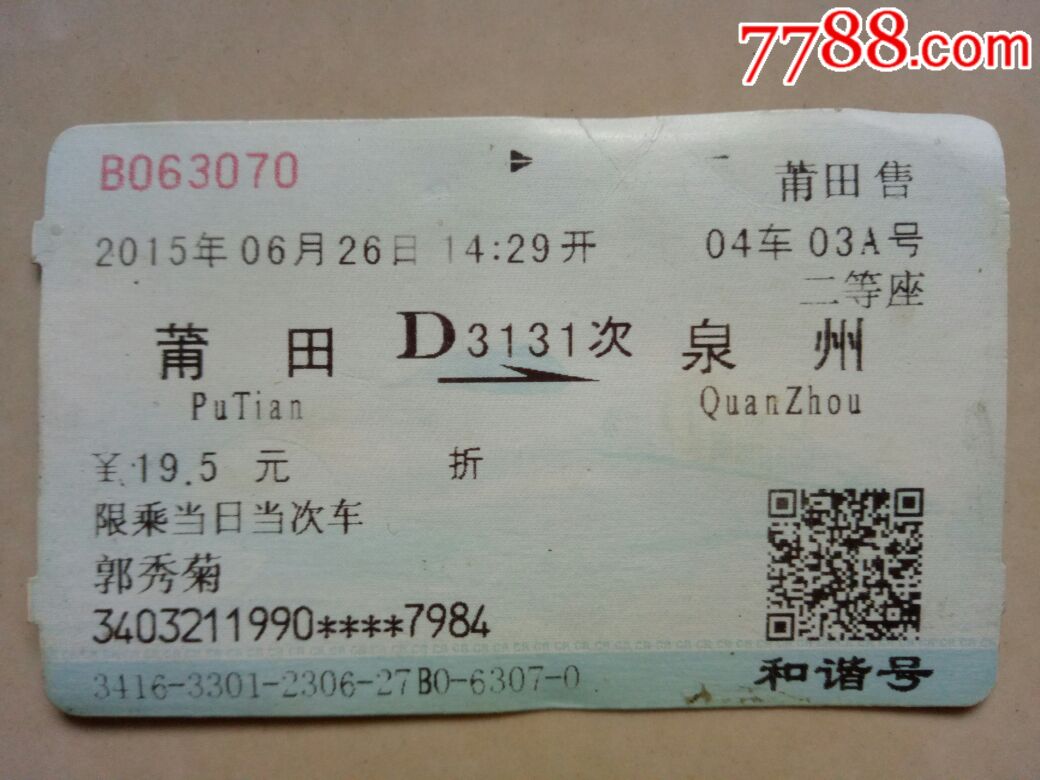 7788.com
B063070
莆田售
2015年06月26日 14:29开 04车03A号
二等座
莆田 D3131次 泉州
PuTian QuanZhou
¥19.5元 折
限乘当日当次车
郭秀菊
3403211990****7984
3416-3301-2306-27B0-6307-0
和谐号